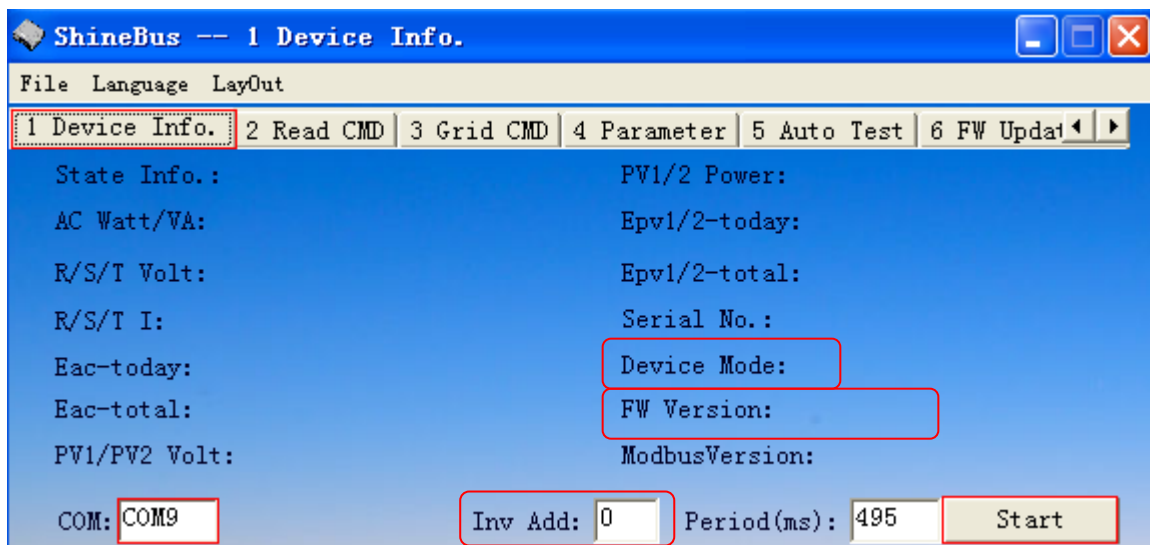 ShineBus -- 1 Device Info.
File Language LayOut
1 Device Info. 2 Read CMD 3 Grid CMD 4 Parameter 5 Auto Test 6 FW Updat
State Info.: PV1/2 Power:
AC Watt/VA: Epv1/2-today:
R/S/T Volt: Epv1/2-total:
R/S/T I: Serial No.:
Eac-today: Device Mode:
Eac-total: FW Version:
PV1/PV2 Volt: ModbusVersion:
COM: COM9 Inv Add: 0 Period(ms): 495 Start